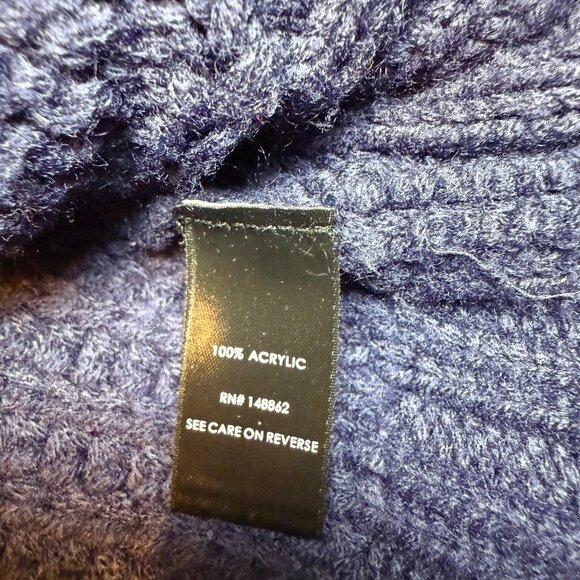 100% ACRYLIC
RN# 148862
SEE CARE ON REVERSE